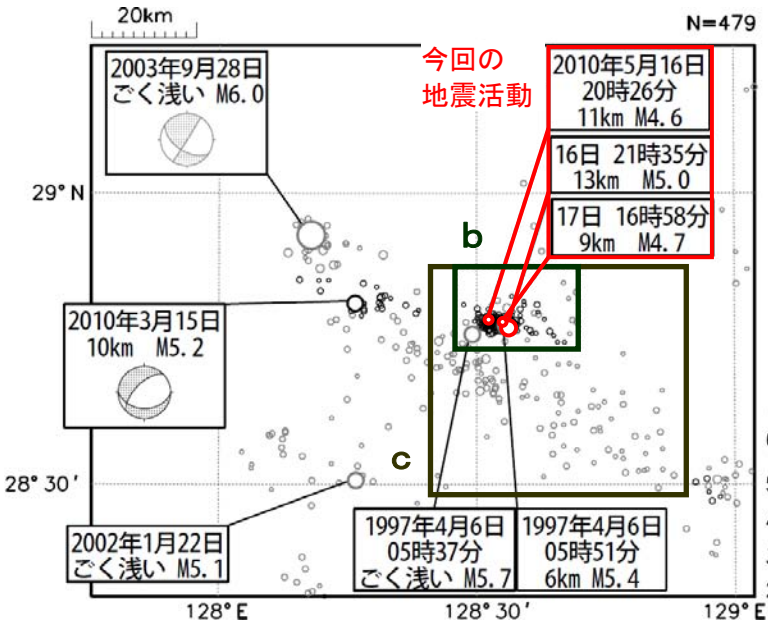 20km
N=479
今回の
地震活動
2003年9月28日
ごく浅い M6.0
2010年5月16日
20時26分
11km M4.6
16日 21時35分
13km M5.0
17日 16時58分
9km M4.7
29°N
b
2010年3月15日
10km M5.2
c
28°30′
2002年1月22日
ごく浅い M5.1
1997年4月6日
05時37分
ごく浅い M5.7
1997年4月6日
05時51分
6km M5.4
128°E
128°30′
129°E